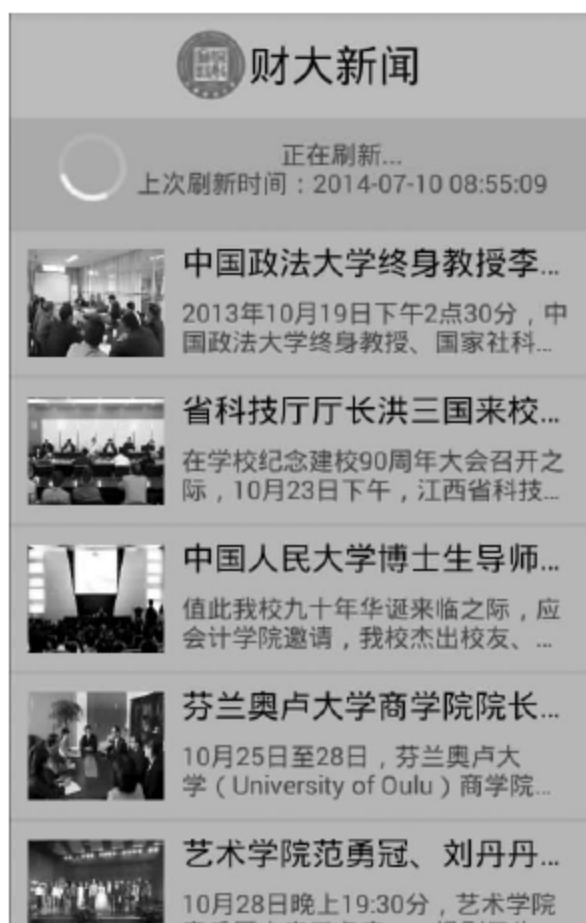 财大新闻
正在刷新...
上次刷新时间：2014-07-10 08:55:09
中国政法大学终身教授李...
2013年10月19日下午2点30分，中
国政法大学终身教授、国家社科...
省科技厅厅长洪三国来校...
在学校纪念建校90周年大会召开之
际，10月23日下午，江西省科技...
中国人民大学博士生导师...
值此我校九十年华诞来临之际，应
会计学院邀请，我校杰出校友、...
芬兰奥卢大学商学院院长...
10月25日至28日，芬兰奥卢大
学（University of Oulu）商学院...
艺术学院范勇冠、刘丹丹...
10月28日晚上19:30分，艺术学院